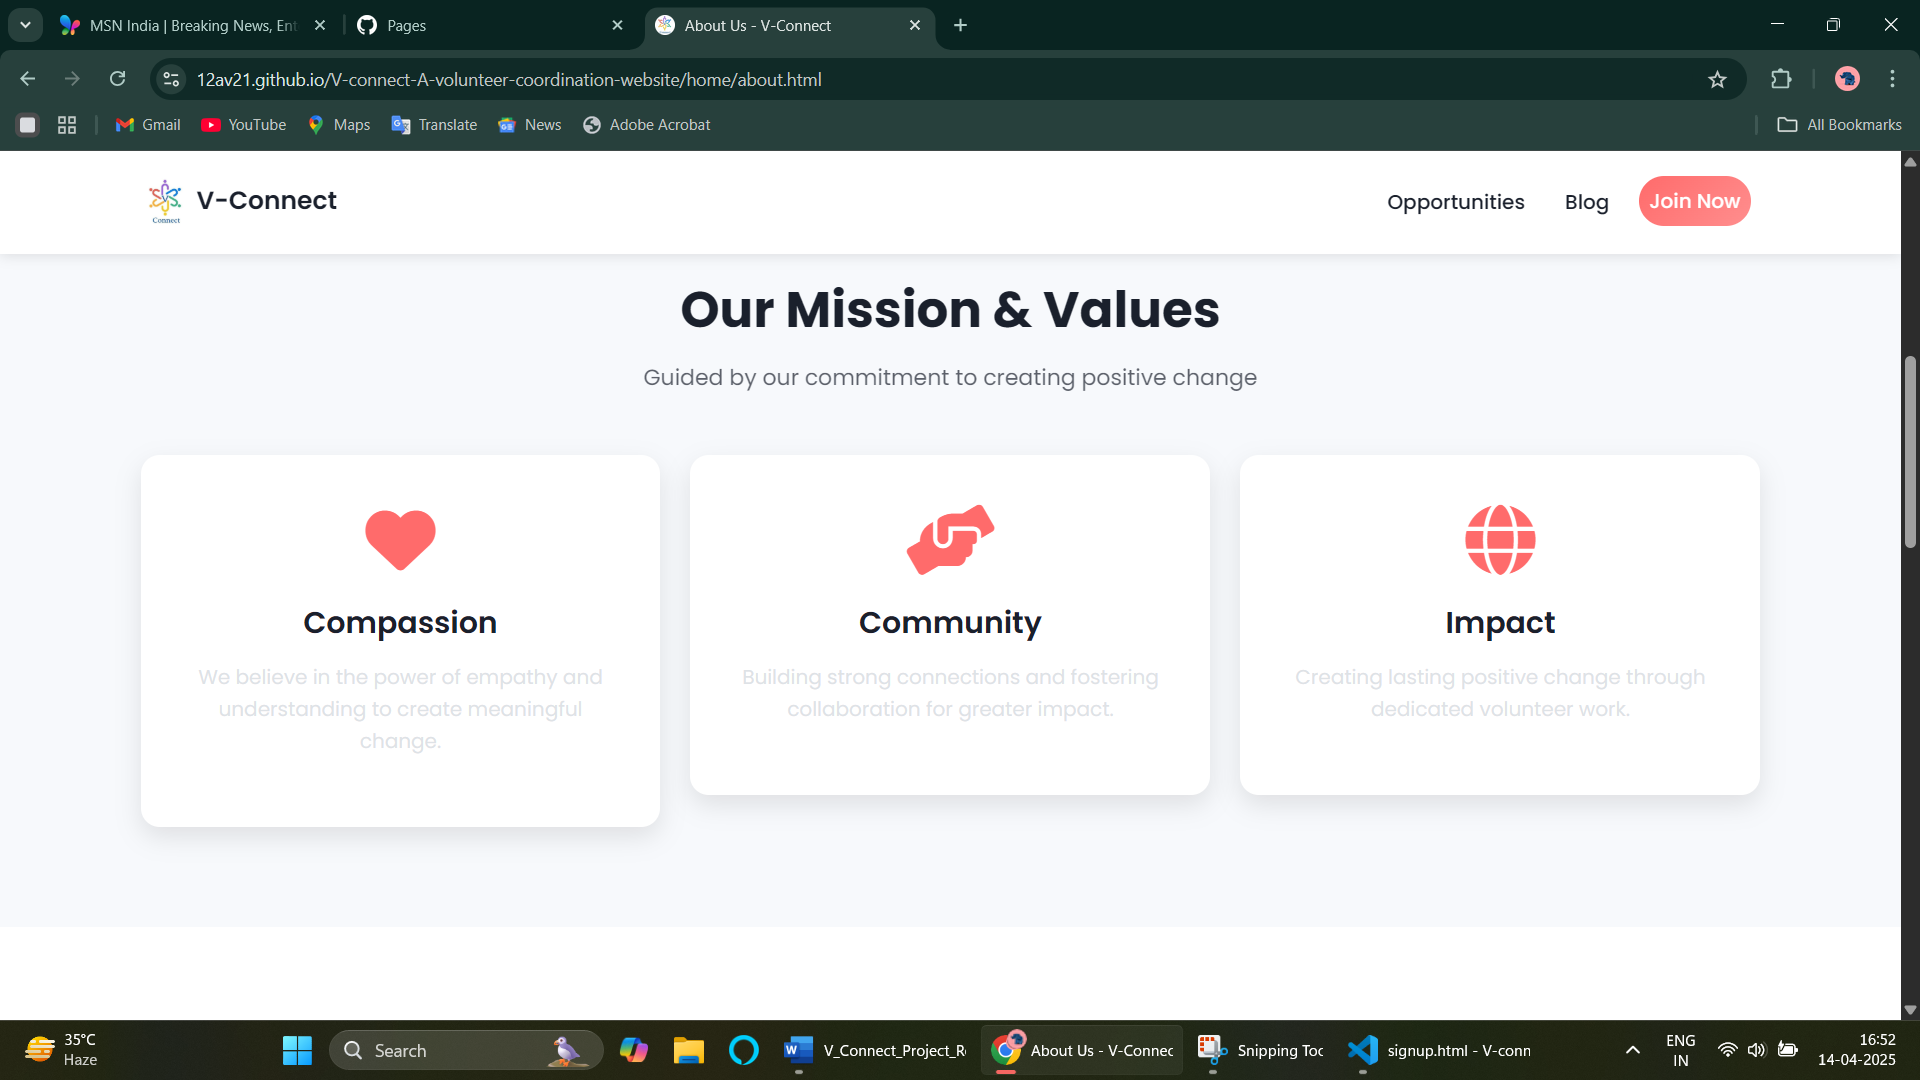 MSN India | Breaking News, Ent
Pages
About Us - V-Connect
12av21.github.io/V-connect-A-volunteer-coordination-website/home/about.html
Gmail
YouTube
Maps
Translate
News
Adobe Acrobat
All Bookmarks
Connect
V-Connect
Opportunities
Blog
Join Now
Our Mission & Values
Guided by our commitment to creating positive change
Compassion
We believe in the power of empathy and
understanding to create meaningful
change.
Community
Building strong connections and fostering
collaboration for greater impact.
Impact
Creating lasting positive change through
dedicated volunteer work.
35°C
Haze
Search
V_Connect_Project_Re
About Us - V-Connec
Snipping Too
signup.html - V-conn
ENG
IN
16:52
14-04-2025